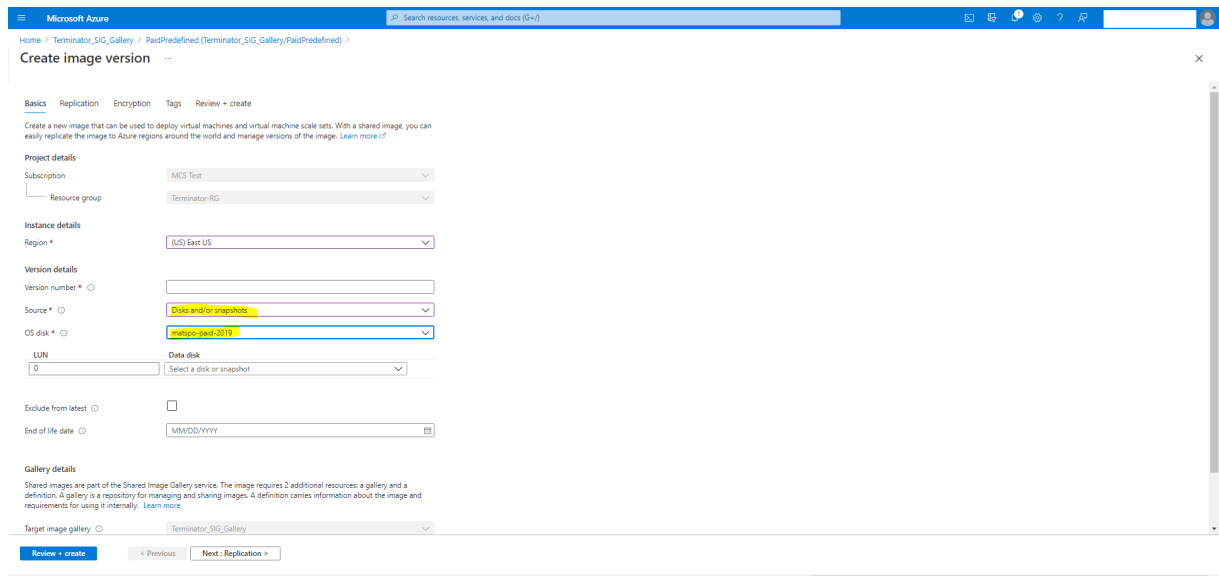 Microsoft Azure
Search resources, services, and docs (G+/)
1
Home > Terminator_SIG_Gallery > PaidPredefined (Terminator_SIG_Gallery/PaidPredefined) >
Create image version ...
Basics Replication Encryption Tags Review + create
Create a new image that can be used to deploy virtual machines and virtual machine scale sets. With a shared image, you can
easily replicate the image to Azure regions around the world and manage versions of the image. Learn more
Project details
Subscription MCS Test
Resource group Terminator-RG
Instance details
Region * (US) East US
Version details
Version number *
Source * Disks and/or snapshots
OS disk * matspo-paid-2019
LUN Data disk
0 Select a disk or snapshot
Exclude from latest
End of life date MM/DD/YYYY
Gallery details
Shared images are part of the Shared Image Gallery service. The image requires 2 additional resources: a gallery and a
definition. A gallery is a repository for managing and sharing images. A definition carries information about the image and
requirements for using it internally. Learn more
Target image gallery Terminator_SIG_Gallery
Review + create < Previous Next : Replication >